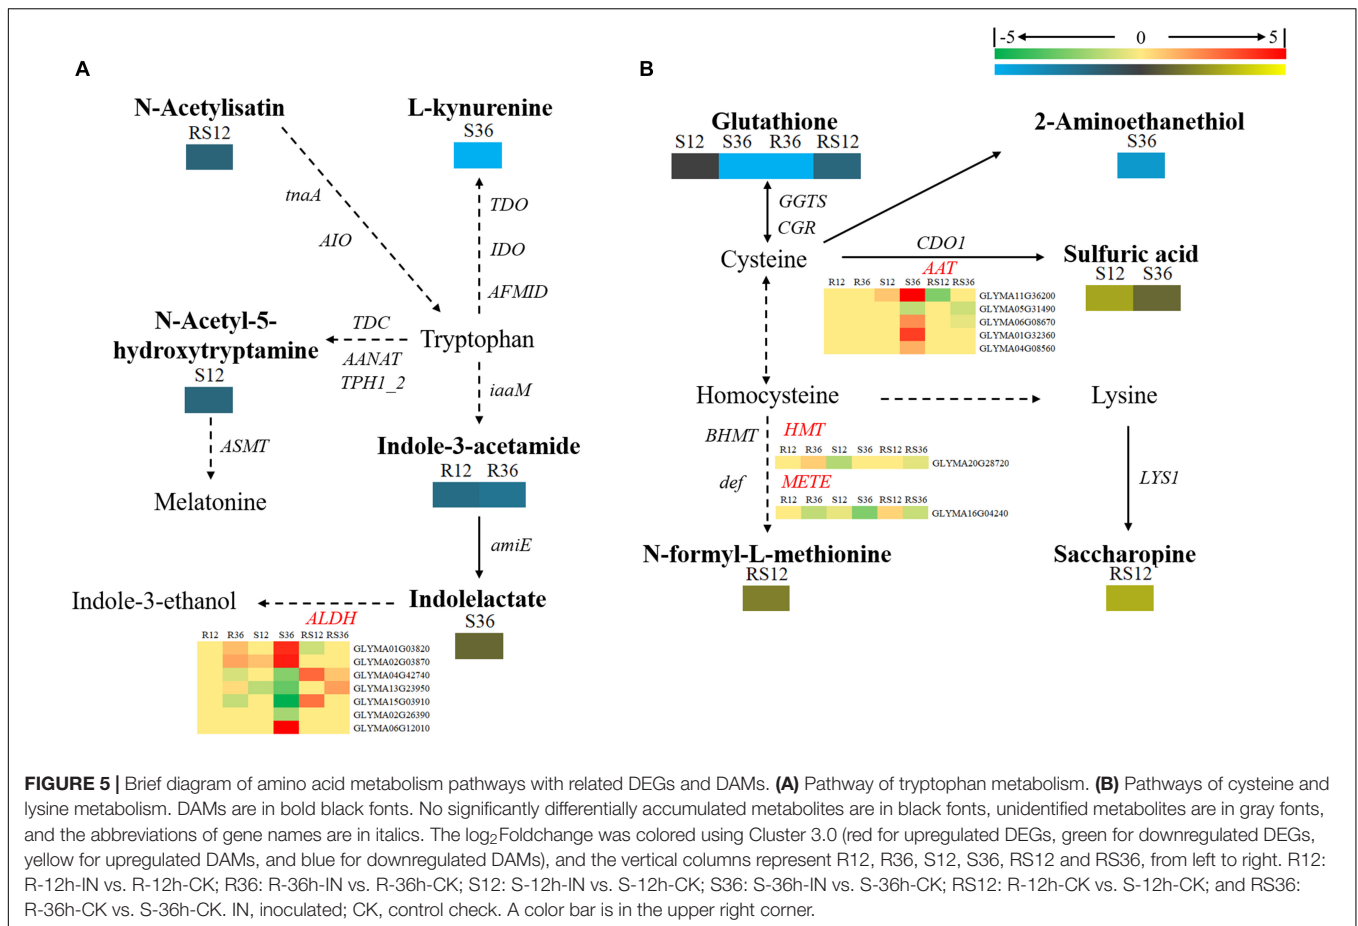 -5 0 5
A
N-Acetylisatin
RS12
L-kynurenine
S36
tnaA
AIO
TDO
IDO
AFMID
N-Acetyl-5-
hydroxytryptamine
S12
TDC
AANAT
TPH1_2
Tryptophan
iaaM
ASMT
Melatonine
Indole-3-acetamide
R12 R36
amiE
Indole-3-ethanol
Indolelactate
S36
ALDH
R12 R36 S12 S36 RS12 RS36
GLYMA01G03820
GLYMA02G03870
GLYMA04G42740
GLYMA13G23950
GLYMA15G03910
GLYMA02G26390
GLYMA06G12010
B
Glutathione
S12 S36 R36 RS12
2-Aminoethanethiol
S36
GGTS
CGR
Cysteine
CDO1
Sulfuric acid
S12 S36
AAT
R12 R36 S12 S36 RS12 RS36
GLYMA11G36200
GLYMA05G31490
GLYMA06G08670
GLYMA01G32360
GLYMA04G08560
Homocysteine
Lysine
BHMT
HMT
R12 R36 S12 S36 RS12 RS36
GLYMA20G28720
def
METE
R12 R36 S12 S36 RS12 RS36
GLYMA16G04240
LYS1
N-formyl-L-methionine
RS12
Saccharopine
RS12
FIGURE 5 | Brief diagram of amino acid metabolism pathways with related DEGs and DAMs. (A) Pathway of tryptophan metabolism. (B) Pathways of cysteine and
lysine metabolism. DAMs are in bold black fonts. No significantly differentially accumulated metabolites are in black fonts, unidentified metabolites are in gray fonts,
and the abbreviations of gene names are in italics. The log2Foldchange was colored using Cluster 3.0 (red for upregulated DEGs, green for downregulated DEGs,
yellow for upregulated DAMs, and blue for downregulated DAMs), and the vertical columns represent R12, R36, S12, S36, RS12 and RS36, from left to right. R12:
R-12h-IN vs. R-12h-CK; R36: R-36h-IN vs. R-36h-CK; S12: S-12h-IN vs. S-12h-CK; S36: S-36h-IN vs. S-36h-CK; RS12: R-12h-CK vs. S-12h-CK; and RS36:
R-36h-CK vs. S-36h-CK. IN, inoculated; CK, control check. A color bar is in the upper right corner.